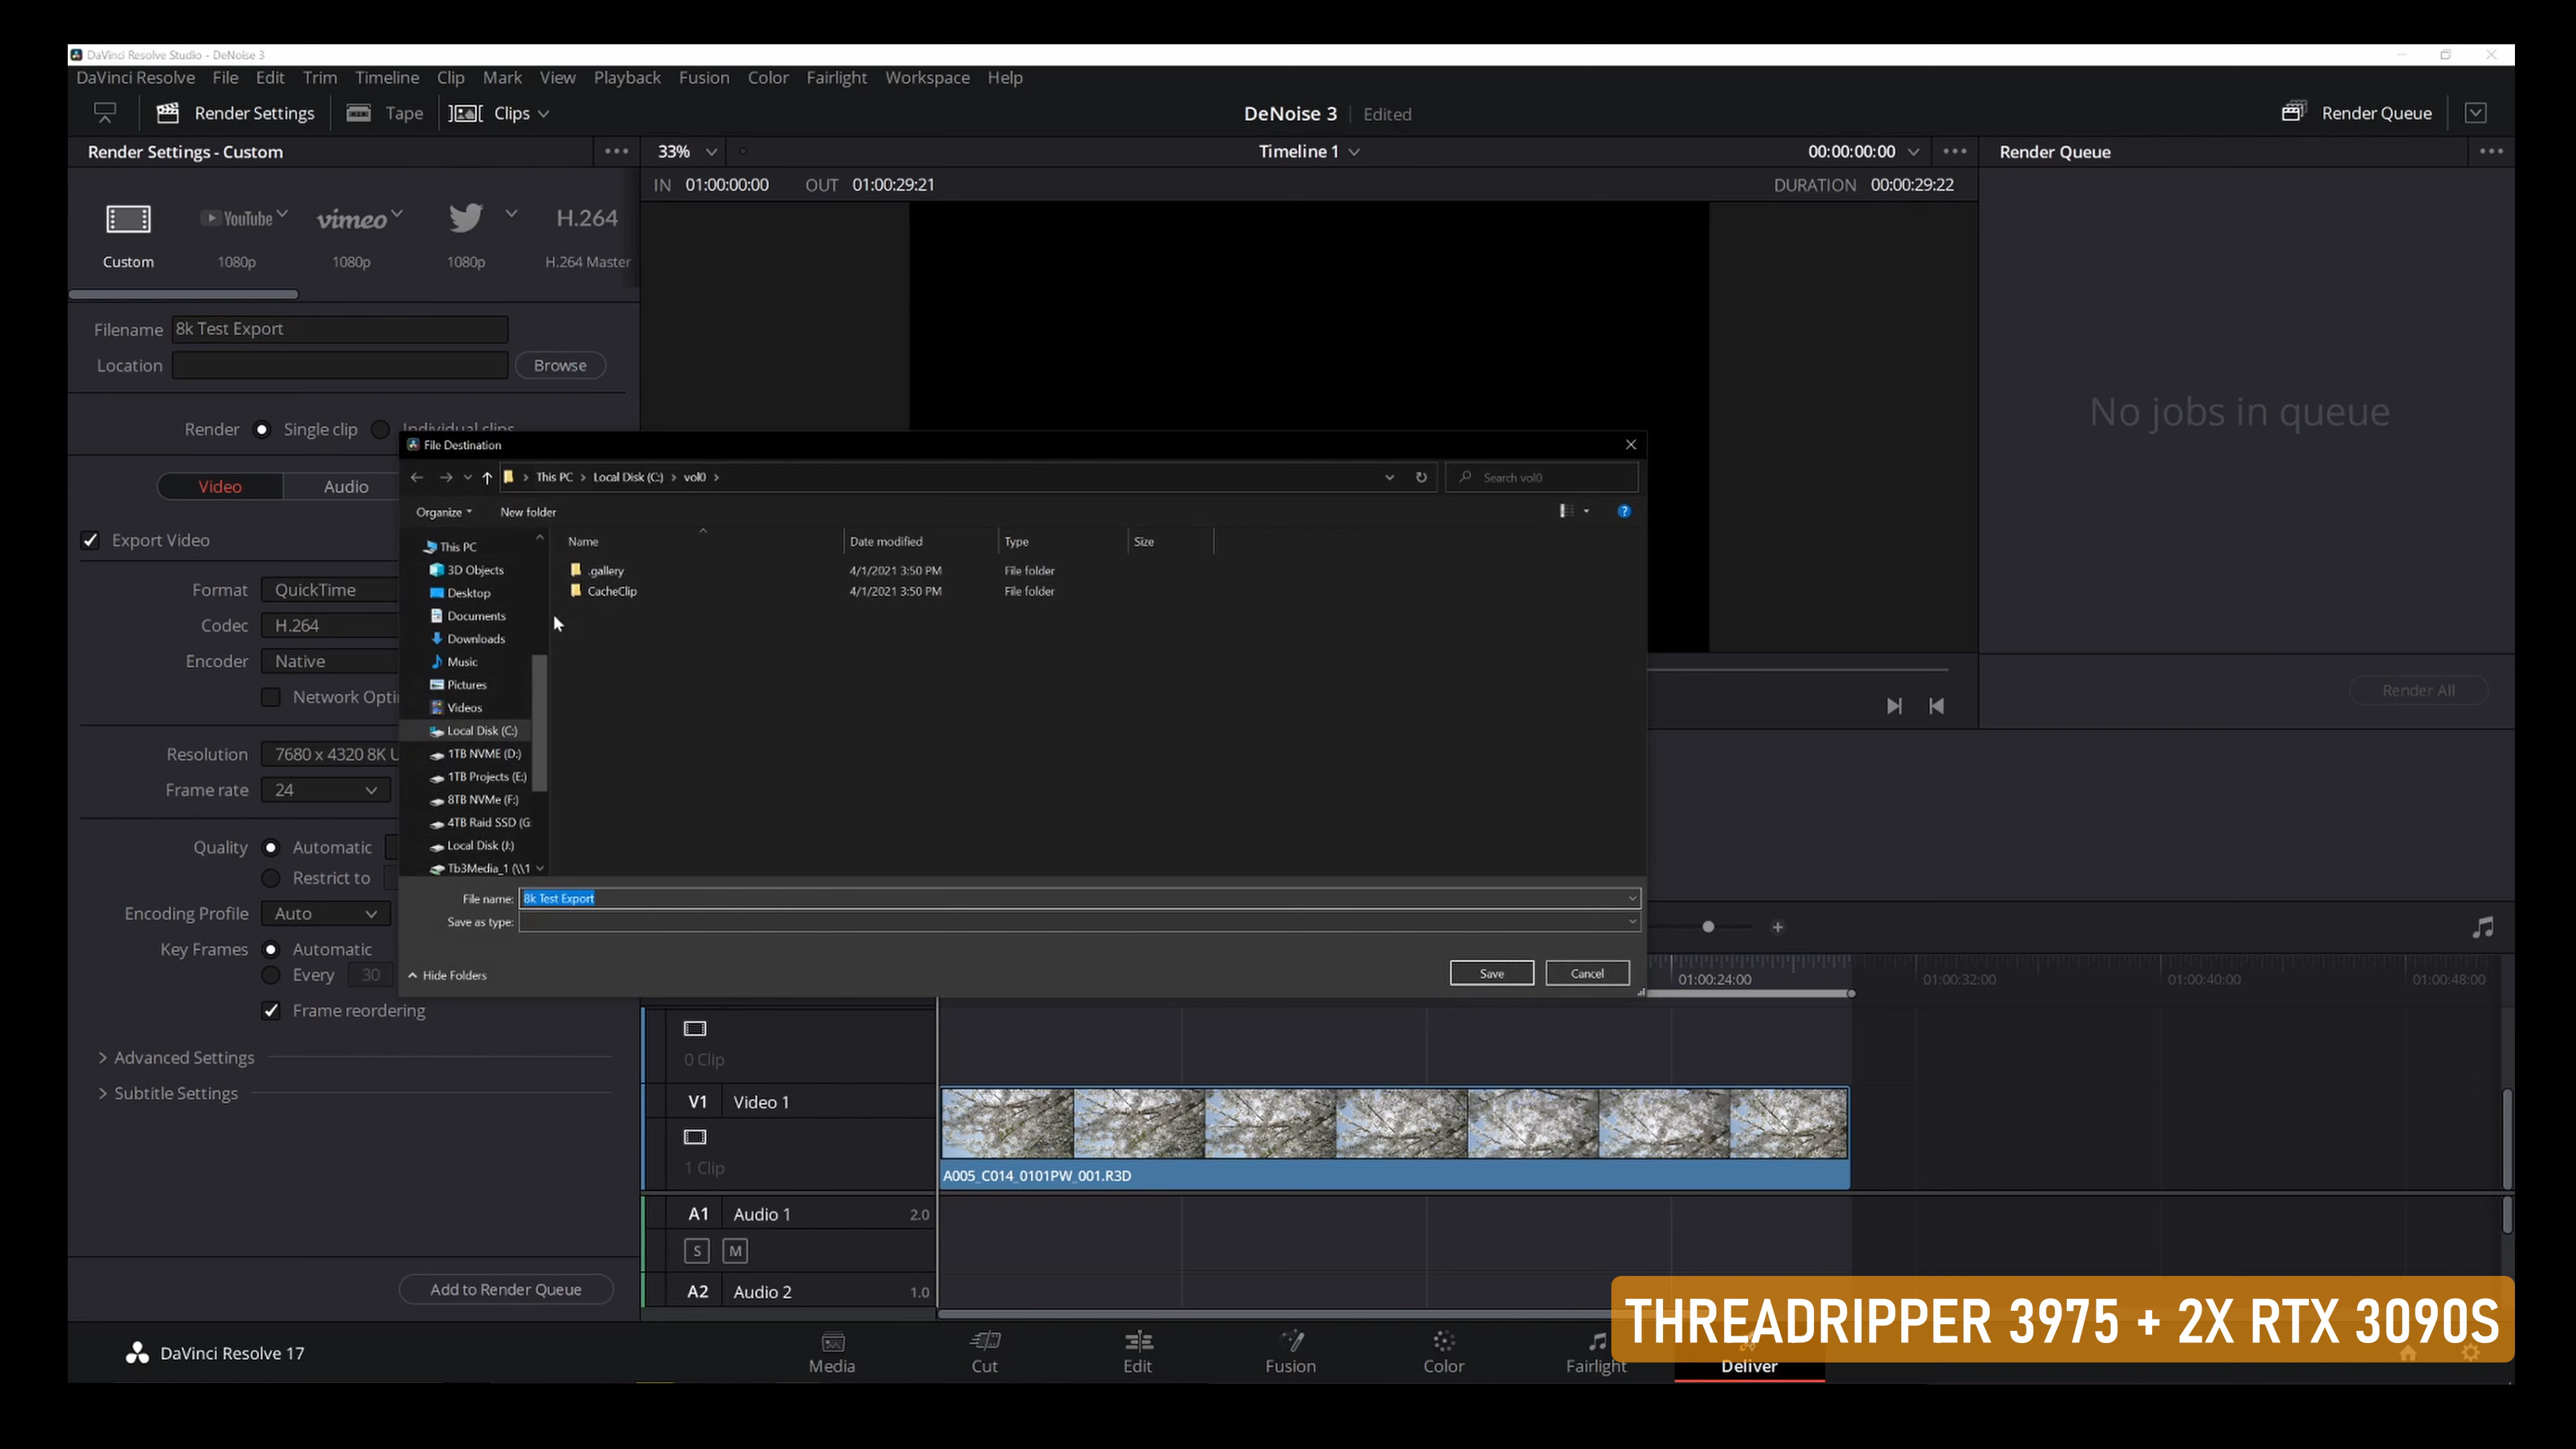 DaVinci Resolve Studio - DeNoise 3
DaVinci Resolve File Edit Trim Timeline Clip Mark View Playback Fusion Color Fairlight Workspace Help
Render Settings Tape Clips DeNoise 3 Edited Render Queue
Render Settings - Custom 33% Timeline 1 00:00:00:00 Render Queue
IN 01:00:00:00 OUT 01:00:29:21 DURATION 00:00:29:22
YouTube vimeo H.264
Custom 1080p 1080p 1080p H.264 Master
Filename 8k Test Export
Location Browse
No jobs in queue
Render Single clip Individual clips
File Destination
This PC Local Disk (C:) vol0 Search vol0
Video Audio
Organize New folder
Export Video
Name Date modified Type Size
This PC
3D Objects
.gallery 4/1/2021 3:50 PM File folder
CacheClip 4/1/2021 3:50 PM File folder
Desktop
Documents
Downloads
Music
Pictures
Videos
Local Disk (C:)
1TB NVME (D:)
1TB Projects (E:)
8TB NVMe (F:)
4TB Raid SSD (G:
Local Disk (J:)
Tb3Media_1 (\\1
Format QuickTime
Codec H.264
Encoder Native
Network Opti
Render All
Resolution 7680 x 4320 8K U
Frame rate 24
Quality Automatic
Restrict to
File name: 8k Test Export
Save as type:
Hide Folders Save Cancel
Encoding Profile Auto
Key Frames Automatic
Every 30
Frame reordering
01:00:24:00 01:00:32:00 01:00:40:00 01:00:48:00
Advanced Settings
Subtitle Settings
0 Clip
V1 Video 1
1 Clip
A005_C014_0101PW_001.R3D
A1 Audio 1 2.0
S M
A2 Audio 2 1.0
Add to Render Queue
THREADRIPPER 3975 + 2X RTX 3090S
DaVinci Resolve 17
Media Cut Edit Fusion Color Fairlight Deliver